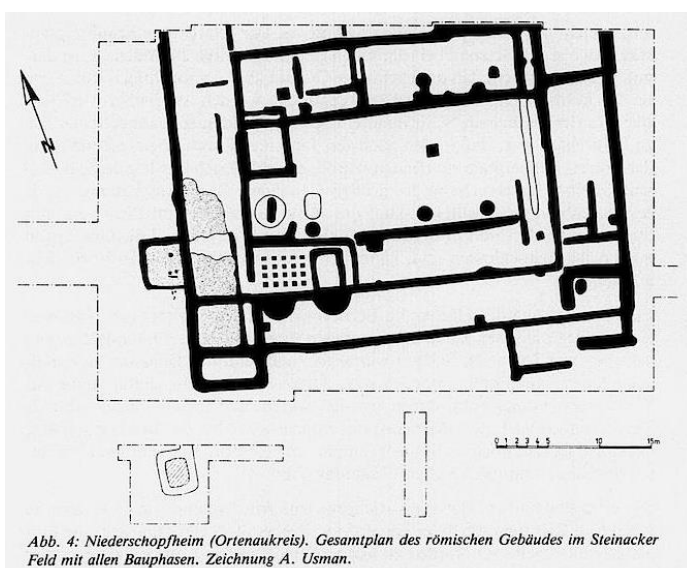 N
0 1 2 3 4 5 10 15m
Abb. 4: Niederschopfheim (Ortenaukreis). Gesamtplan des römischen Gebäudes im Steinacker
Feld mit allen Bauphasen. Zeichnung A. Usman.